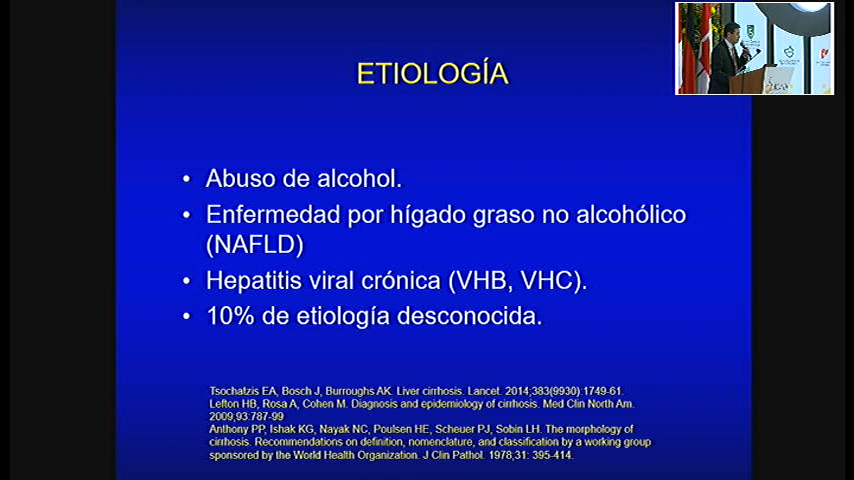 ETIOLOGÍA
• Abuso de alcohol.
• Enfermedad por hígado graso no alcohólico
(NAFLD)
• Hepatitis viral crónica (VHB, VHC).
• 10% de etiología desconocida.
Tsochatzis EA, Bosch J, Burroughs AK. Liver cirrhosis. Lancet. 2014;383(9930):1749-61.
Lefton HB, Rosa A, Cohen M. Diagnosis and epidemiology of cirrhosis. Med Clin North Am.
2009;93:787-99
Anthony PP, Ishak KG, Nayak NC, Poulsen HE, Scheuer PJ, Sobin LH. The morphology of
cirrhosis. Recommendations on definition, nomenclature, and classification by a working group
sponsored by the World Health Organization. J Clin Pathol. 1978;31: 395-414.